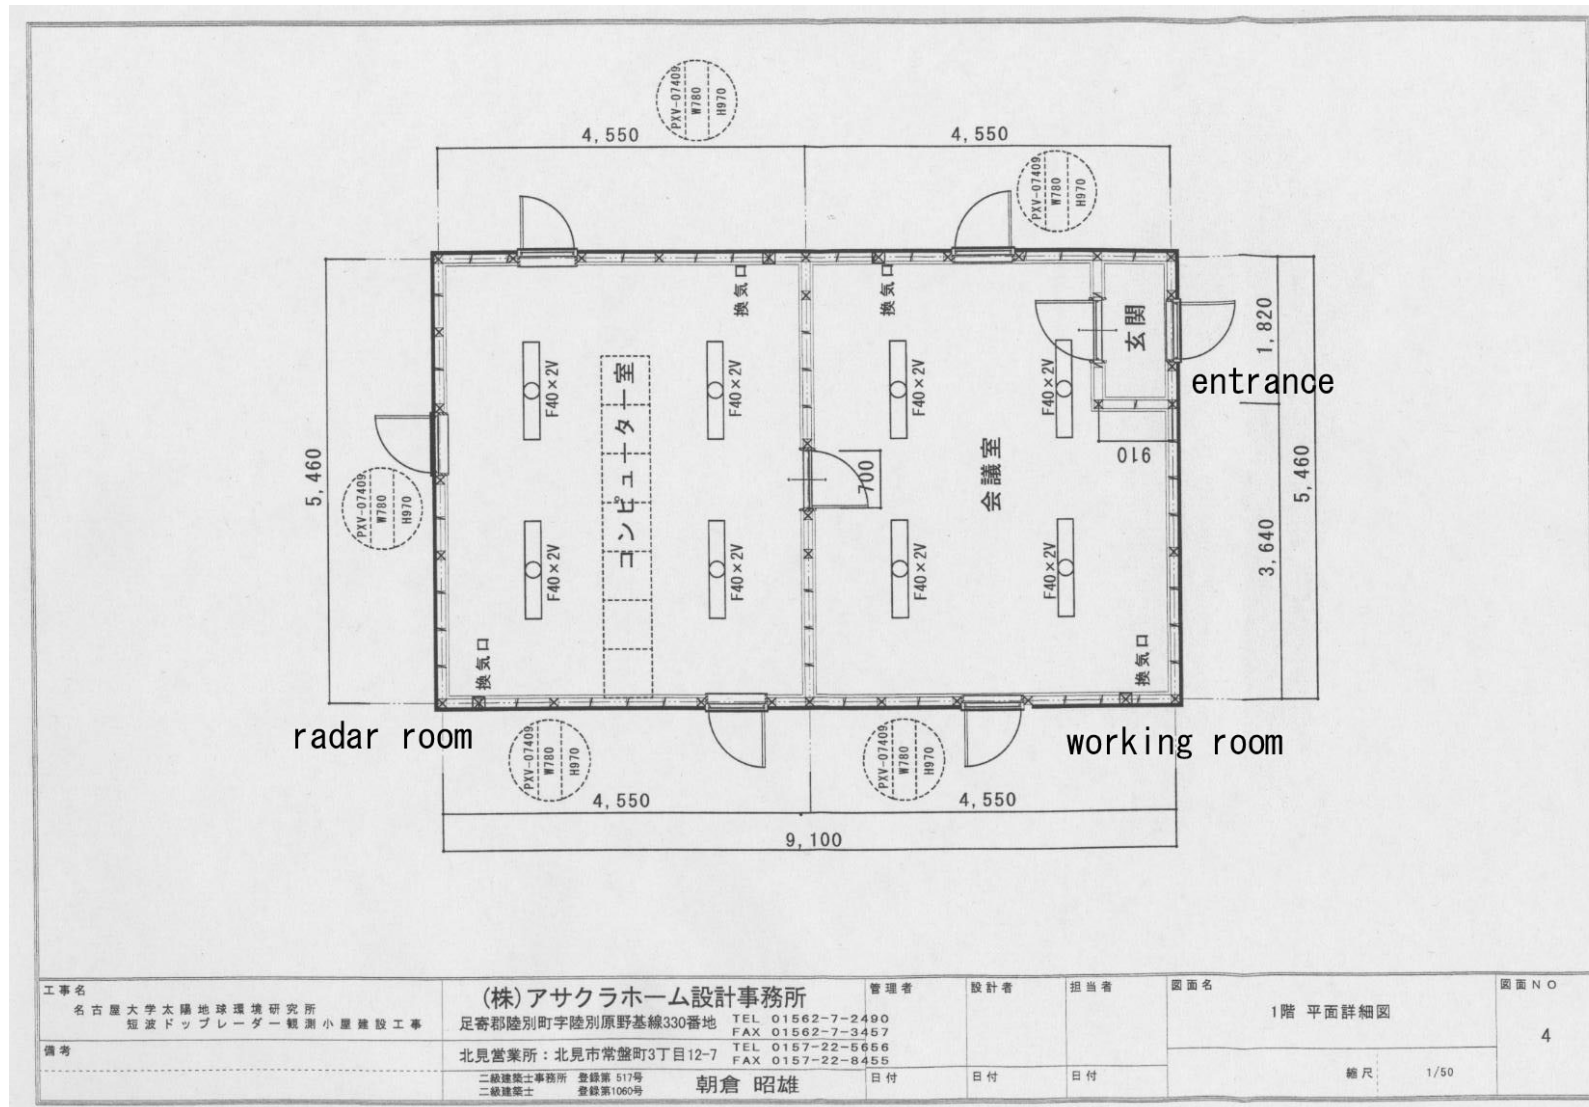 PXV-07409
W780
H970
4,550
4,550
PXV-07409
W780
H970
換気口
換気口
玄関
1,820
entrance
F40×2V
F40×2V
F40×2V
F40×2V
コンピューター室
会議室
910
700
5,460
5,460
PXV-07409
W780
H970
3,640
F40×2V
F40×2V
F40×2V
F40×2V
換気口
換気口
radar room
working room
PXV-07409
W780
H970
PXV-07409
W780
H970
4,550
4,550
9,100
工事名
名古屋大学太陽地球環境研究所
短波ドップレーダー観測小屋建設工事
備考
(株)アサクラホーム設計事務所
足寄郡陸別町字陸別原野基線330番地
TEL 01562-7-2490
FAX 01562-7-3457
北見営業所：北見市常盤町3丁目12-7
TEL 0157-22-5656
FAX 0157-22-8455
二級建築士事務所 登録第 517号
二級建築士 登録第1060号
朝倉 昭雄
管理者
設計者
担当者
日付
日付
日付
図面名
1階 平面詳細図
縮尺 1/50
図面NO
4